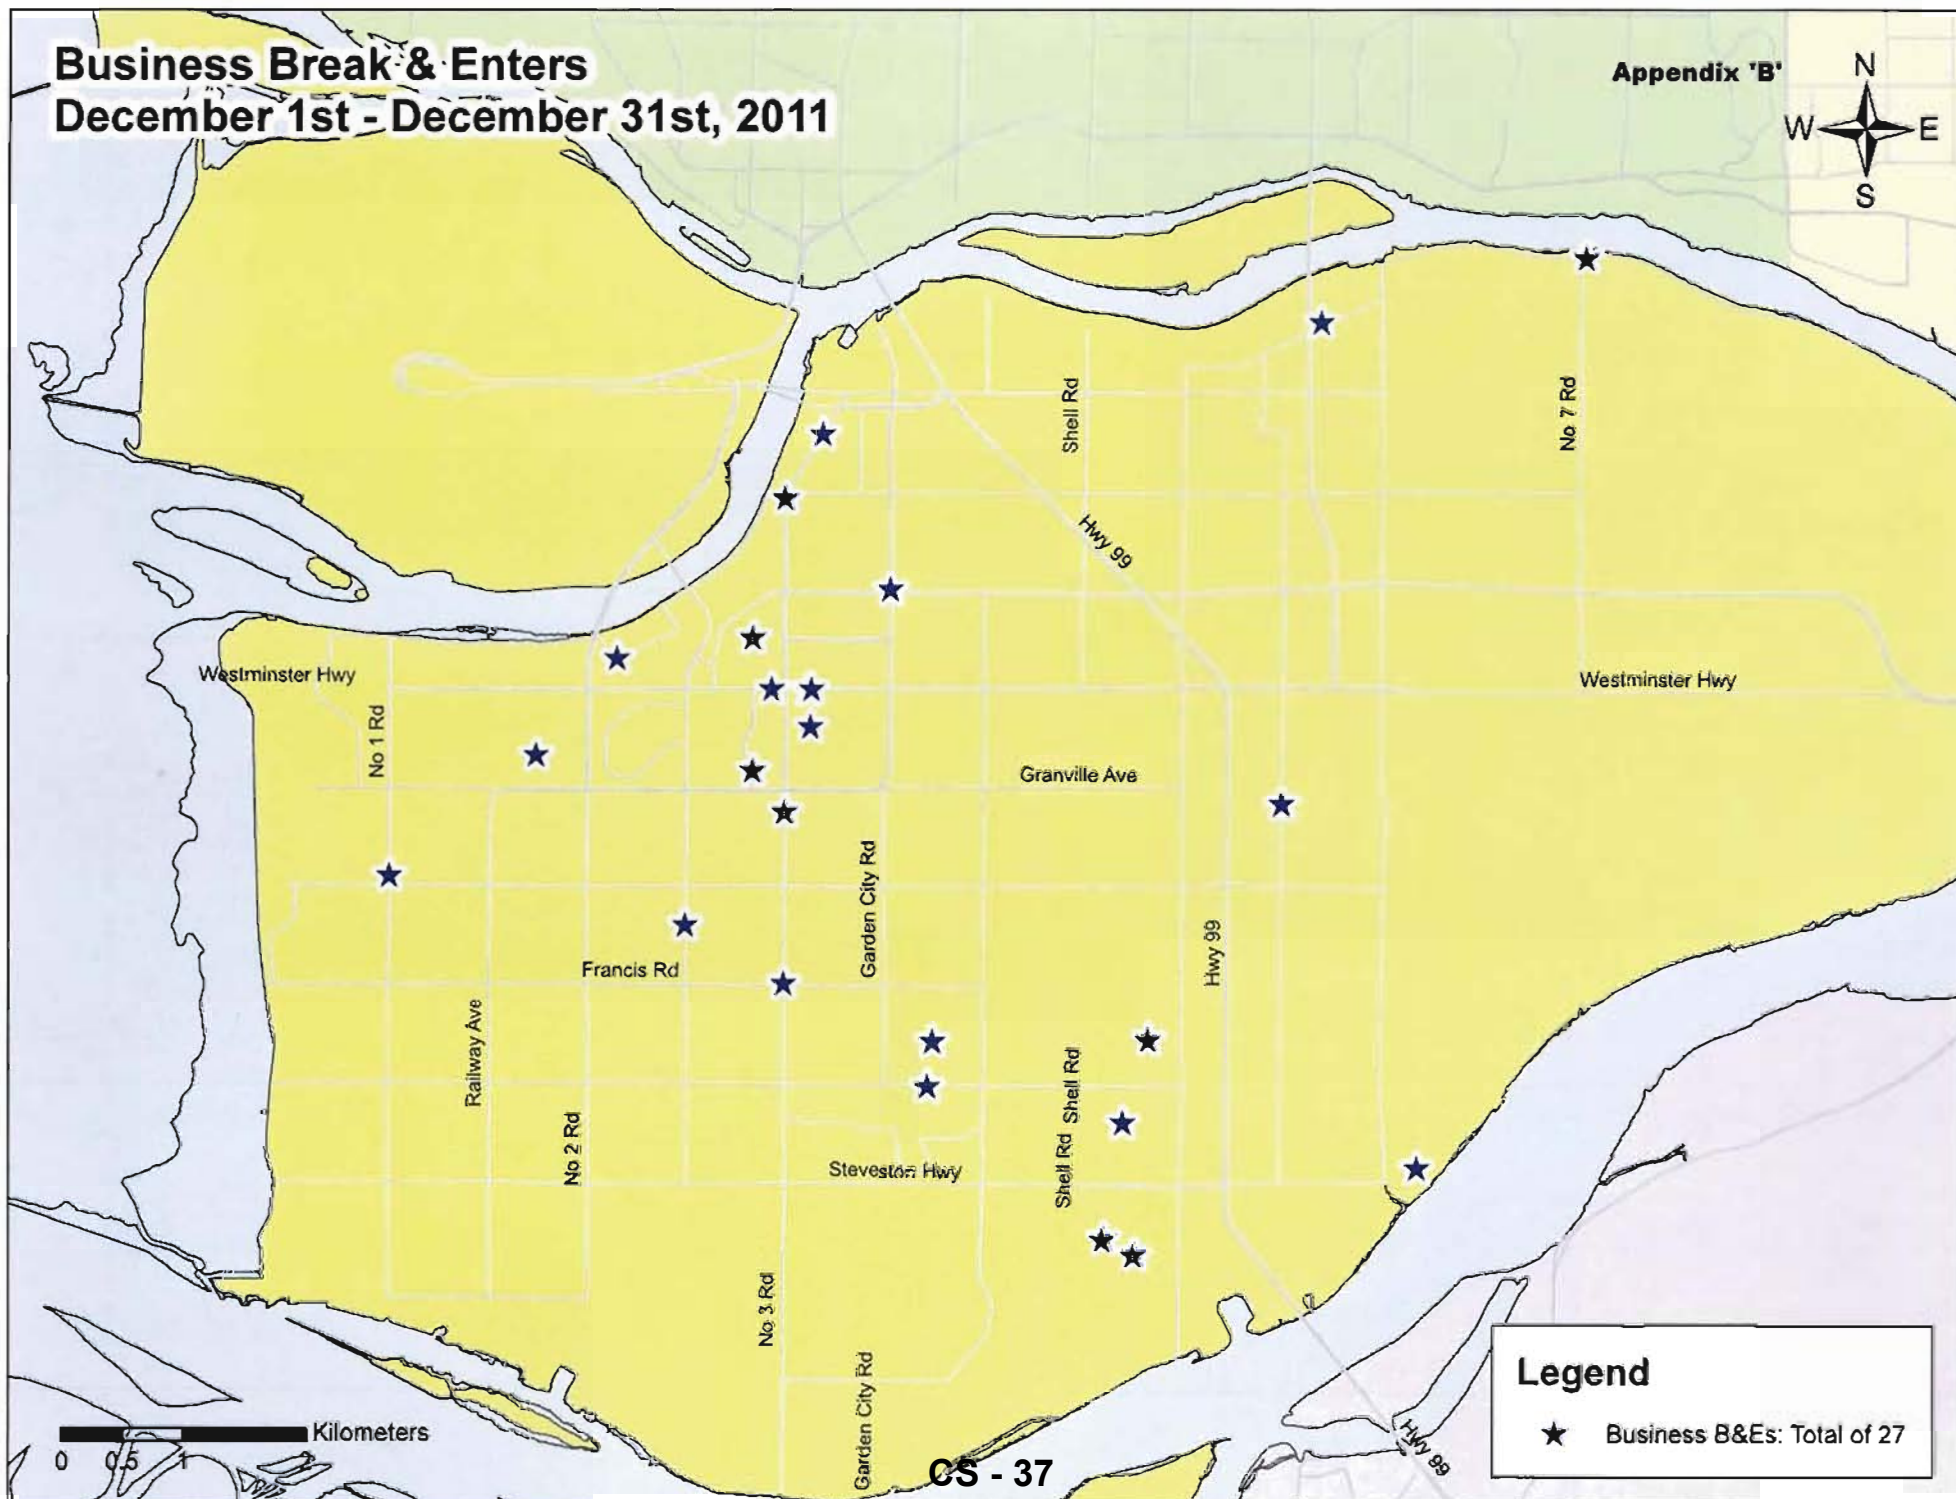 Business Break & Enters
December 1st - December 31st, 2011
Appendix 'B'
N
W E
S
Shell Rd
No 7 Rd
Hwy 99
Westminster Hwy
Westminster Hwy
No 1 Rd
Granville Ave
Garden City Rd
Hwy 99
Francis Rd
Railway Ave
Shell Rd
No 2 Rd
Shell Rd
Steveston Hwy
No 3 Rd
Garden City Rd
Legend
Business B&Es: Total of 27
Kilometers
0 0.5 1
Hwy 99
CS - 37